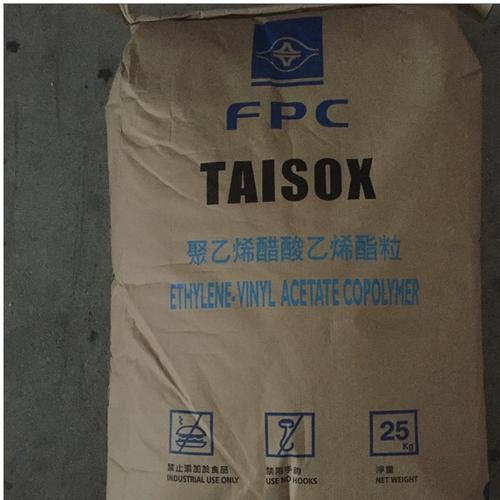 FPC
TAISOX
聚乙烯醋酸乙烯酯粒
ETHYLENE-VINYL ACETATE COPOLYMER
25
Kg
禁止添加於食品
禁用手鈎
淨重
INDUSTRIAL USE ONLY
USE NO HOOKS
NET WEIGHT